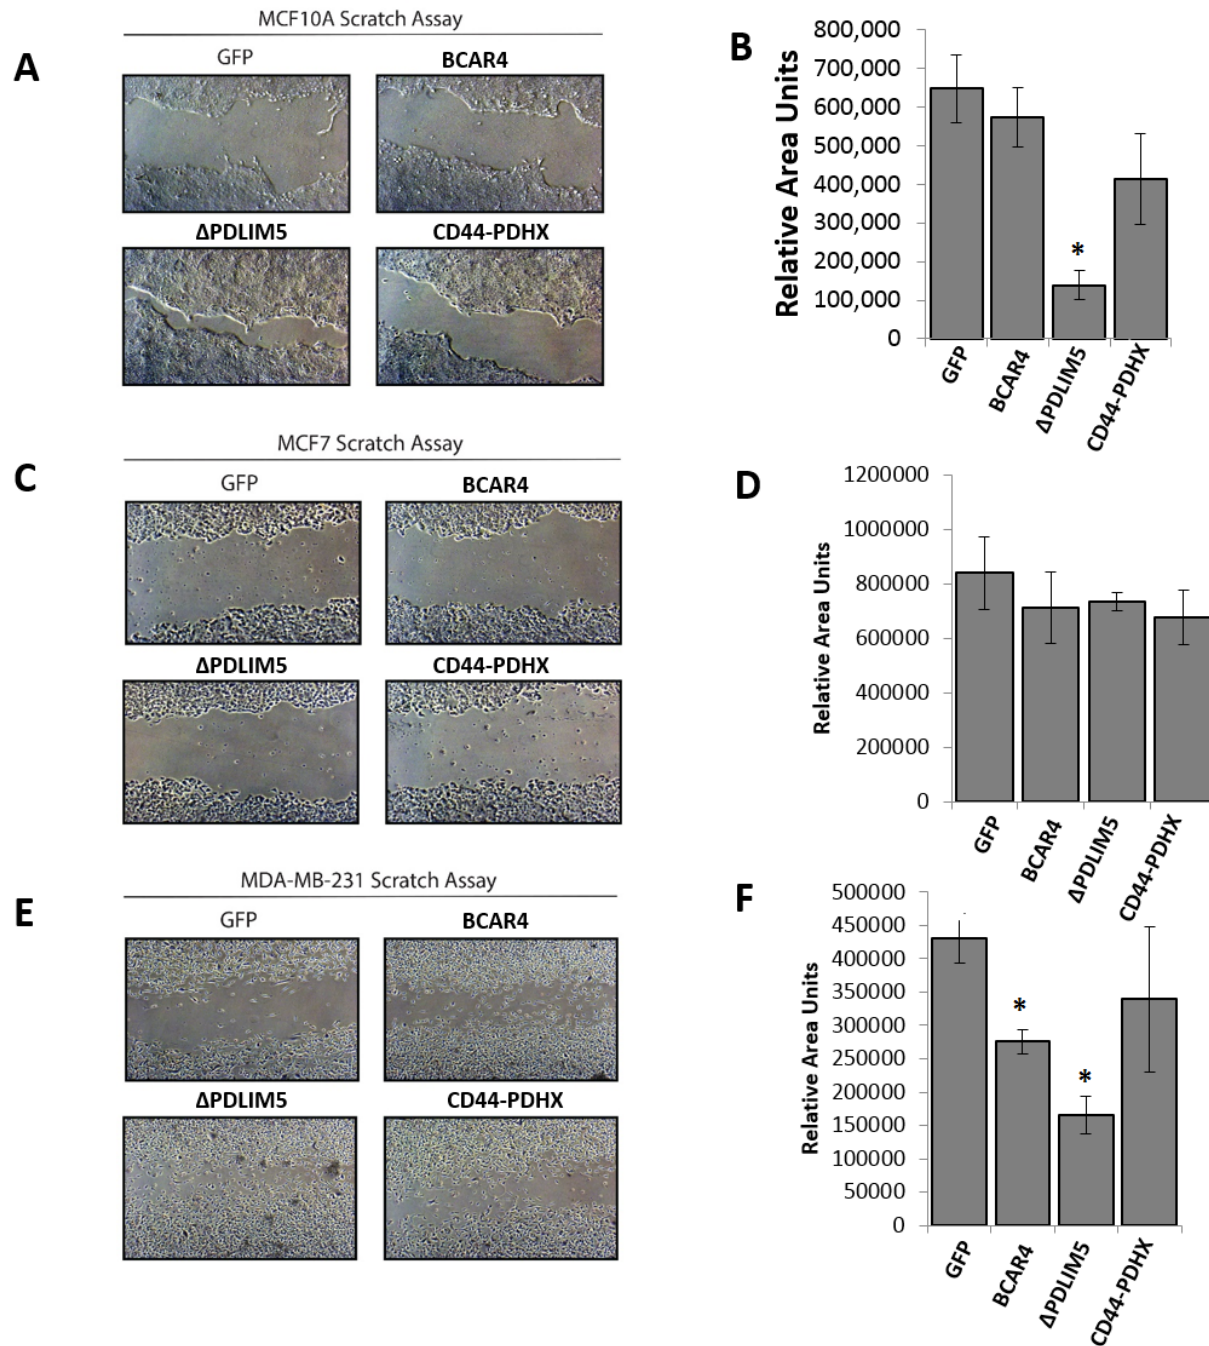 MCF10A Scratch Assay
A
GFP
BCAR4
ΔPDLIM5
CD44-PDHX
B
Relative Area Units
800,000
700,000
600,000
500,000
400,000
300,000
200,000
100,000
0
*
GFP
BCAR4
ΔPDLIM5
CD44-PDHX
MCF7 Scratch Assay
C
GFP
BCAR4
ΔPDLIM5
CD44-PDHX
D
Relative Area Units
1200000
1000000
800000
600000
400000
200000
0
GFP
BCAR4
ΔPDLIM5
CD44-PDHX
MDA-MB-231 Scratch Assay
E
GFP
BCAR4
ΔPDLIM5
CD44-PDHX
F
Relative Area Units
500000
450000
400000
350000
300000
250000
200000
150000
100000
50000
0
*
*
GFP
BCAR4
ΔPDLIM5
CD44-PDHX